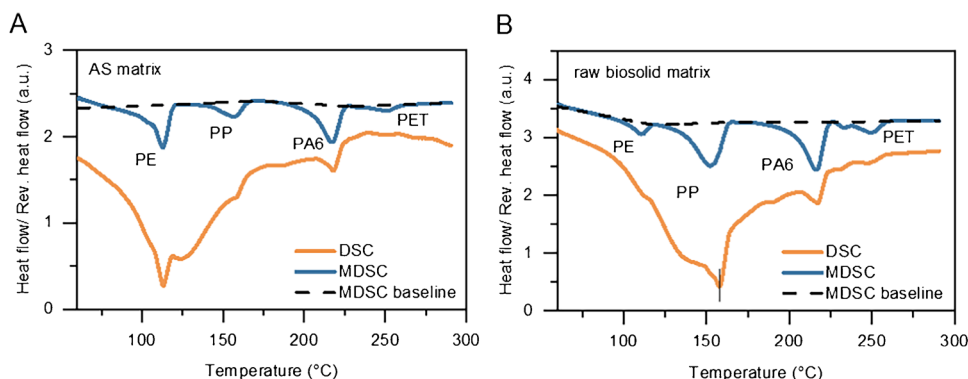 A
B
Heat flow/ Rev. heat flow (a.u.)
3
2
1
0
AS matrix
PE
PP
PA6
PET
DSC
MDSC
MDSC baseline
100
150
200
250
300
Temperature (°C)
Heat flow/ Rev. heat flow (a.u.)
4
3
2
1
0
raw biosolid matrix
PE
PP
PA6
PET
DSC
MDSC
MDSC baseline
100
150
200
250
300
Temperature (°C)